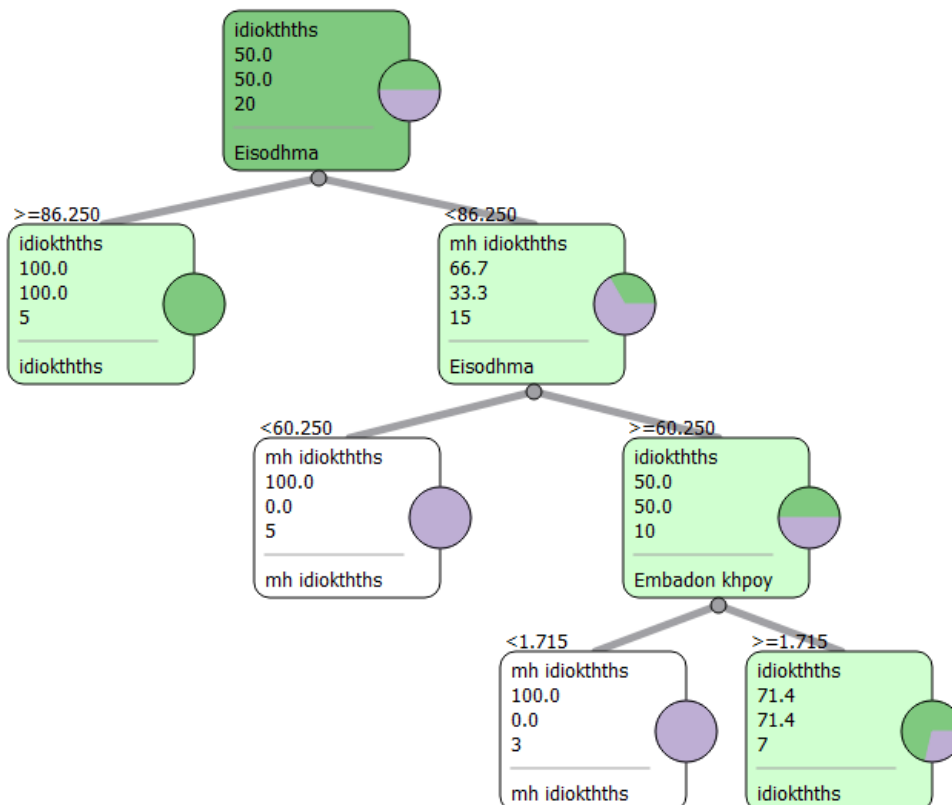 idiokthths
50.0
50.0
20
Eisodhma
>=86.250
<86.250
idiokthths
100.0
100.0
5
idiokthths
mh idiokthths
66.7
33.3
15
Eisodhma
<60.250
>=60.250
mh idiokthths
100.0
0.0
5
mh idiokthths
idiokthths
50.0
50.0
10
Embadon khpoy
<1.715
>=1.715
mh idiokthths
100.0
0.0
3
mh idiokthths
idiokthths
71.4
71.4
7
idiokthths